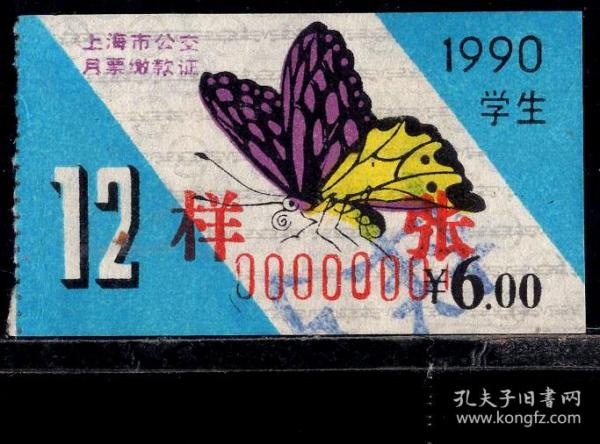 上海市公交
月票缴款证
1990
学生
12
样张
0000000
¥6.00
孔夫子旧书网
www.kongfz.com